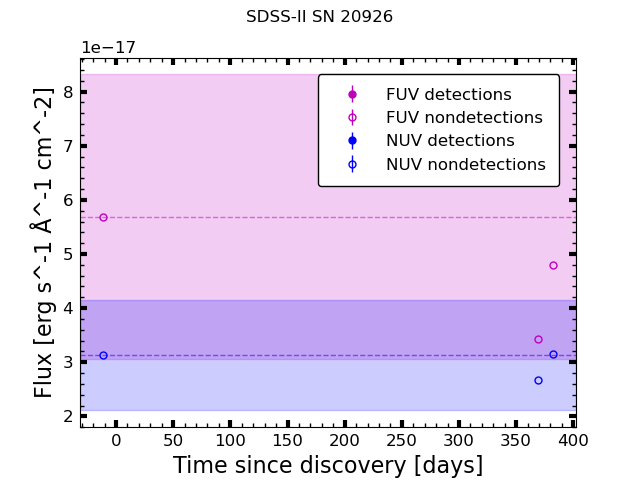 SDSS-II SN 20926
1e−17
FUV detections
FUV nondetections
NUV detections
NUV nondetections
8
7
6
5
4
3
2
Flux [erg s^-1 Å^-1 cm^-2]
0 50 100 150 200 250 300 350 400
Time since discovery [days]